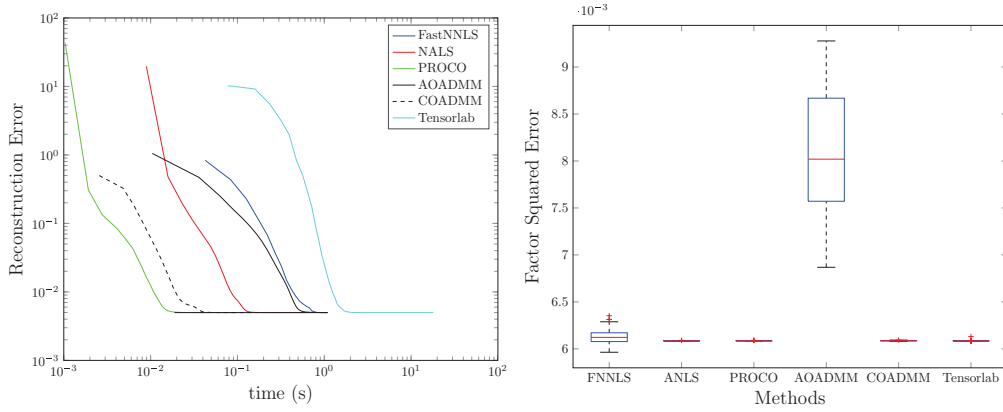 10^2
10^1
10^0
10^-1
10^-2
10^-3
Reconstruction Error
10^-3
10^-2
10^-1
10^0
10^1
10^2
time (s)
FastNNLS
NALS
PROCO
AOADMM
COADMM
Tensorlab
·10^-3
9
8.5
8
7.5
7
6.5
6
Factor Squared Error
FNNLS
ANLS
PROCO
AOADMM
COADMM
Tensorlab
Methods